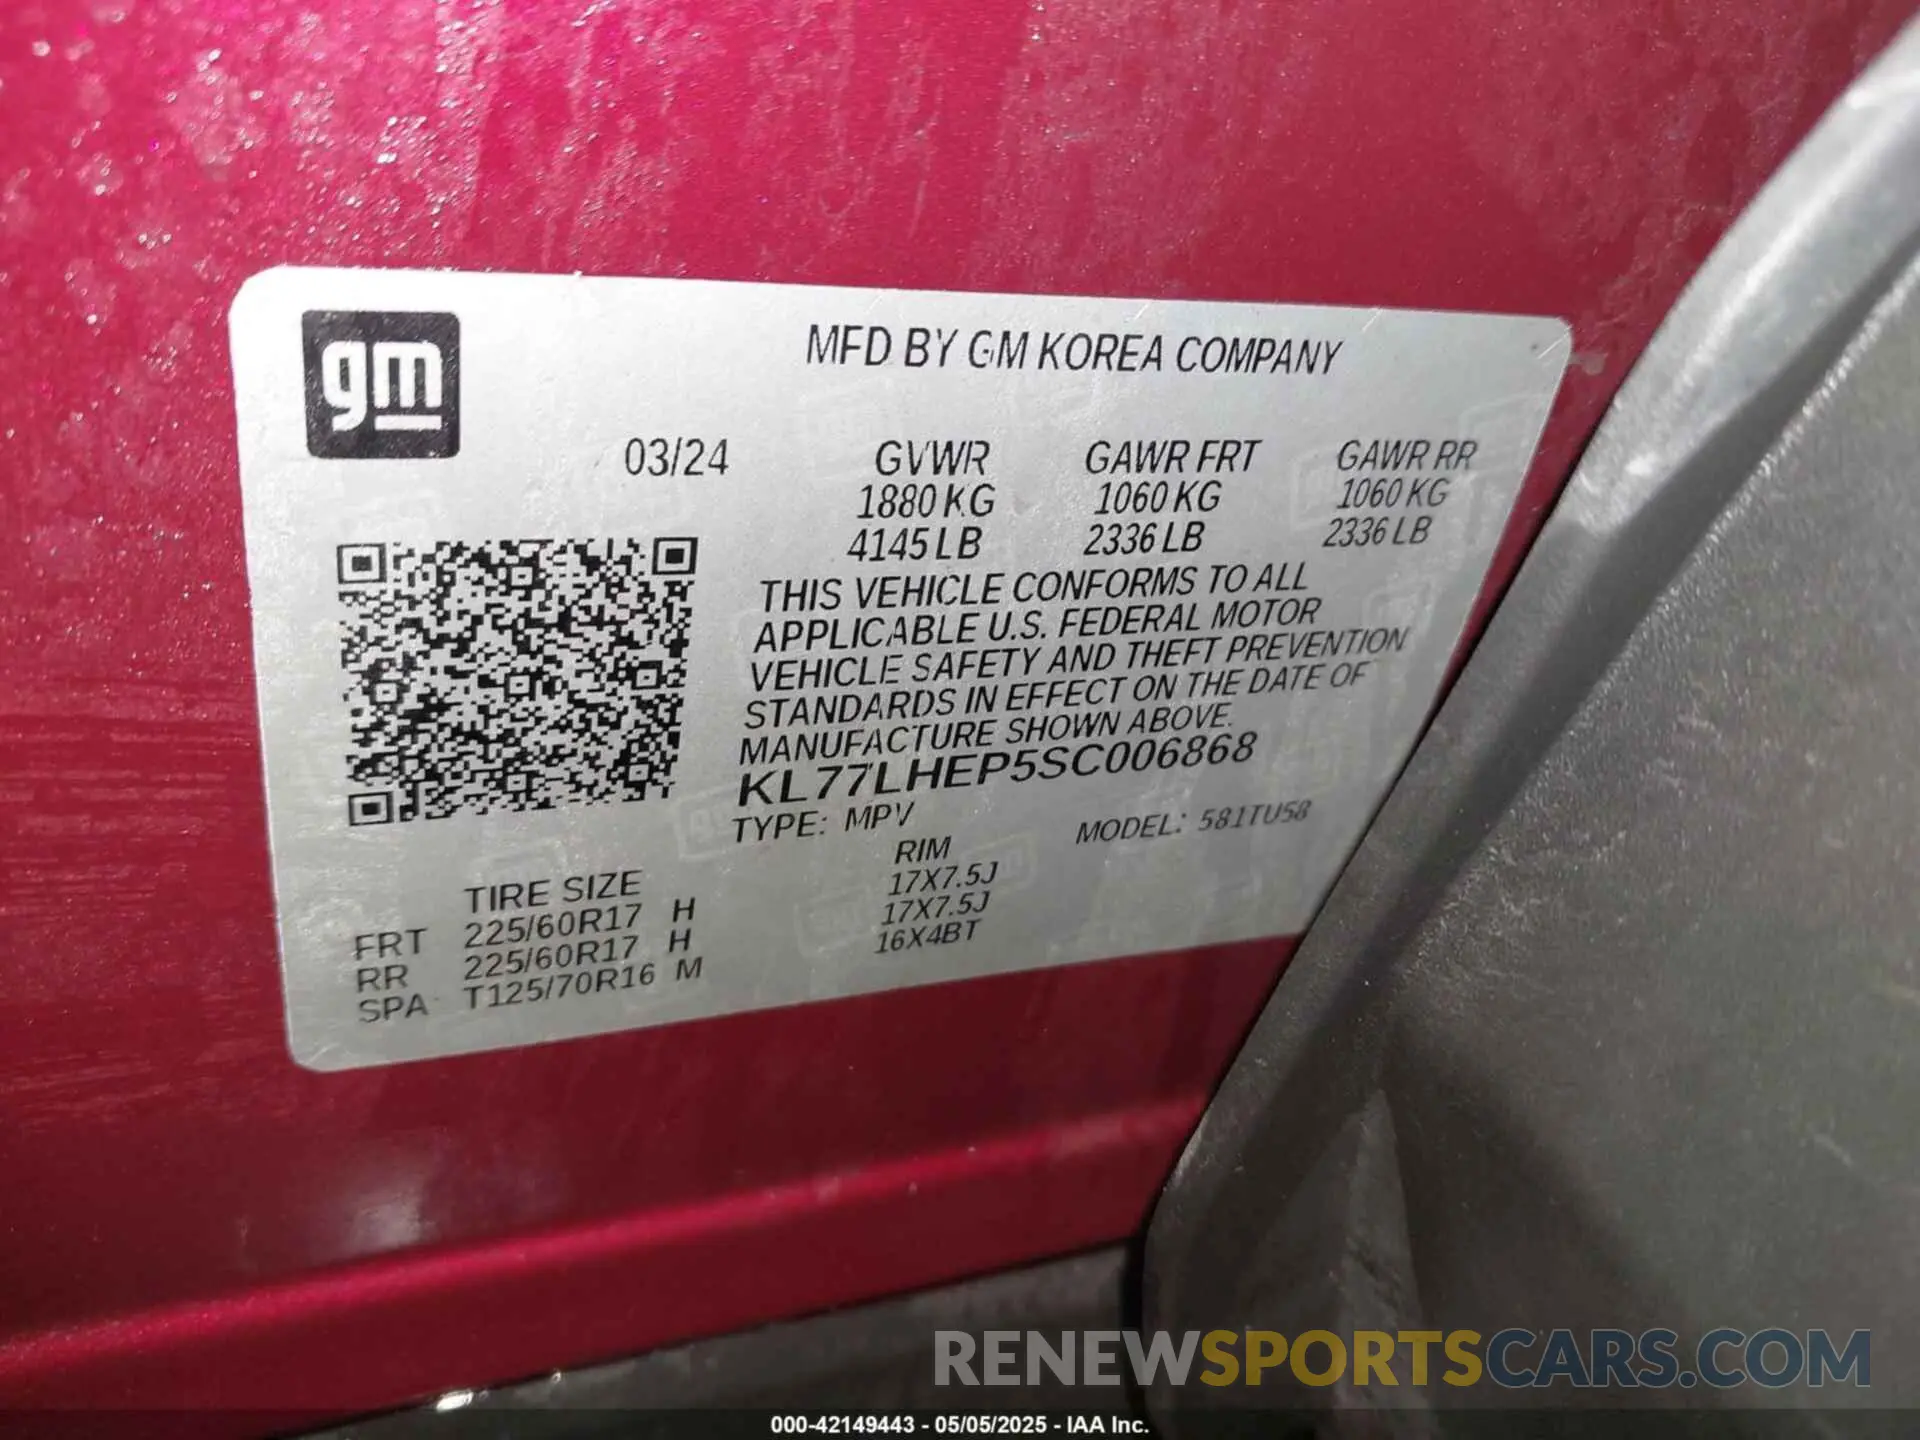 gm
MFD BY GM KOREA COMPANY
03/24 GVWR GAWR FRT GAWR RR
1880 KG 1060 KG 1060 KG
4145 LB 2336 LB 2336 LB
THIS VEHICLE CONFORMS TO ALL
APPLICABLE U.S. FEDERAL MOTOR
VEHICLE SAFETY AND THEFT PREVENTION
STANDARDS IN EFFECT ON THE DATE OF
MANUFACTURE SHOWN ABOVE.
KL77LHEP5SC006868
TYPE: MPV MODEL: 581TU58
TIRE SIZE RIM
FRT 225/60R17 H 17X7.5J
RR 225/60R17 H 17X7.5J
SPA T125/70R16 M 16X4BT
RENEWSPORTSCARS.COM
000-42149443 - 05/05/2025 - IAA Inc.